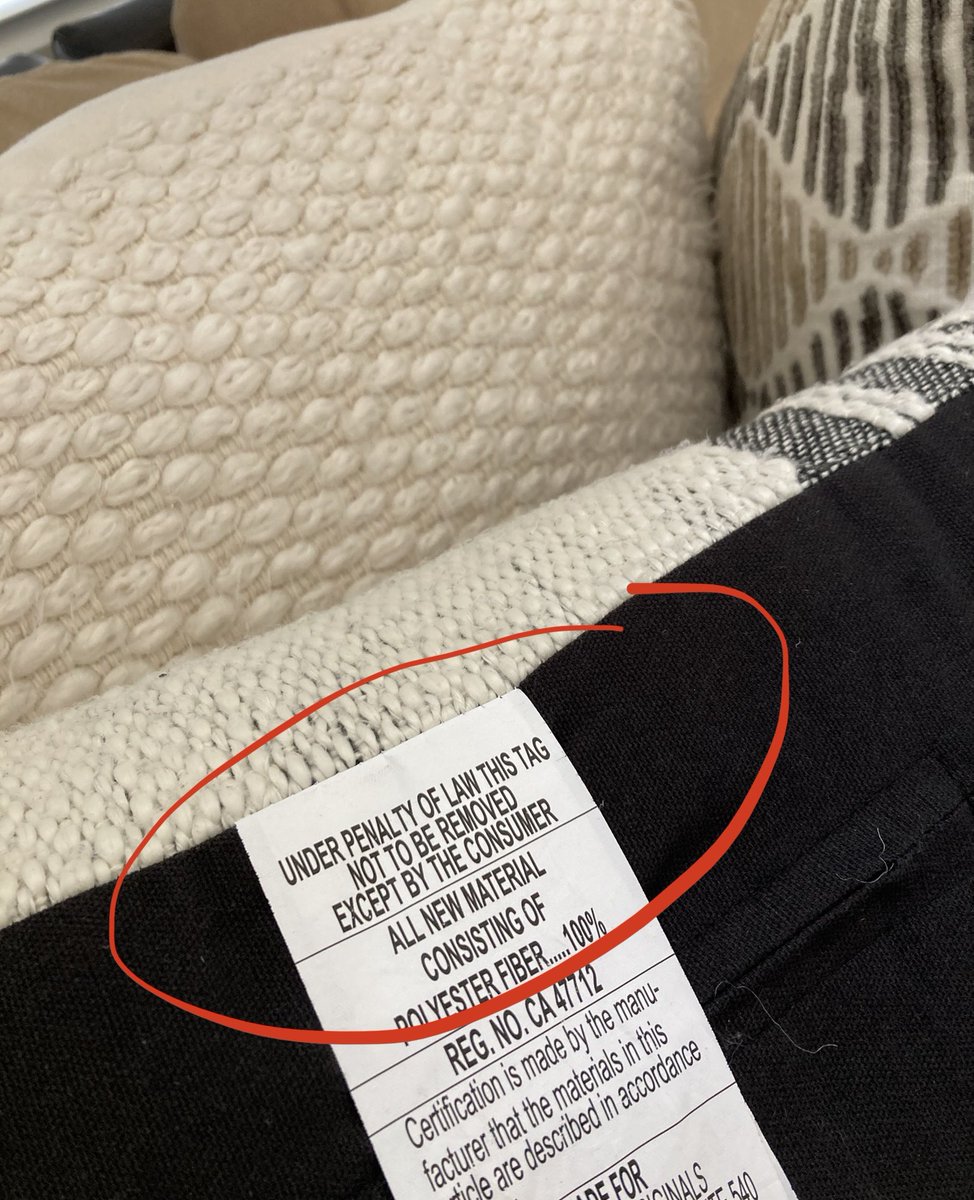 UNDER PENALTY OF LAW THIS TAG
NOT TO BE REMOVED
EXCEPT BY THE CONSUMER
ALL NEW MATERIAL
CONSISTING OF
POLYESTER FIBER.....100%
REG. NO. CA 47712
Certification is made by the manu-
facturer that the materials in this
are described in accordance
FOR